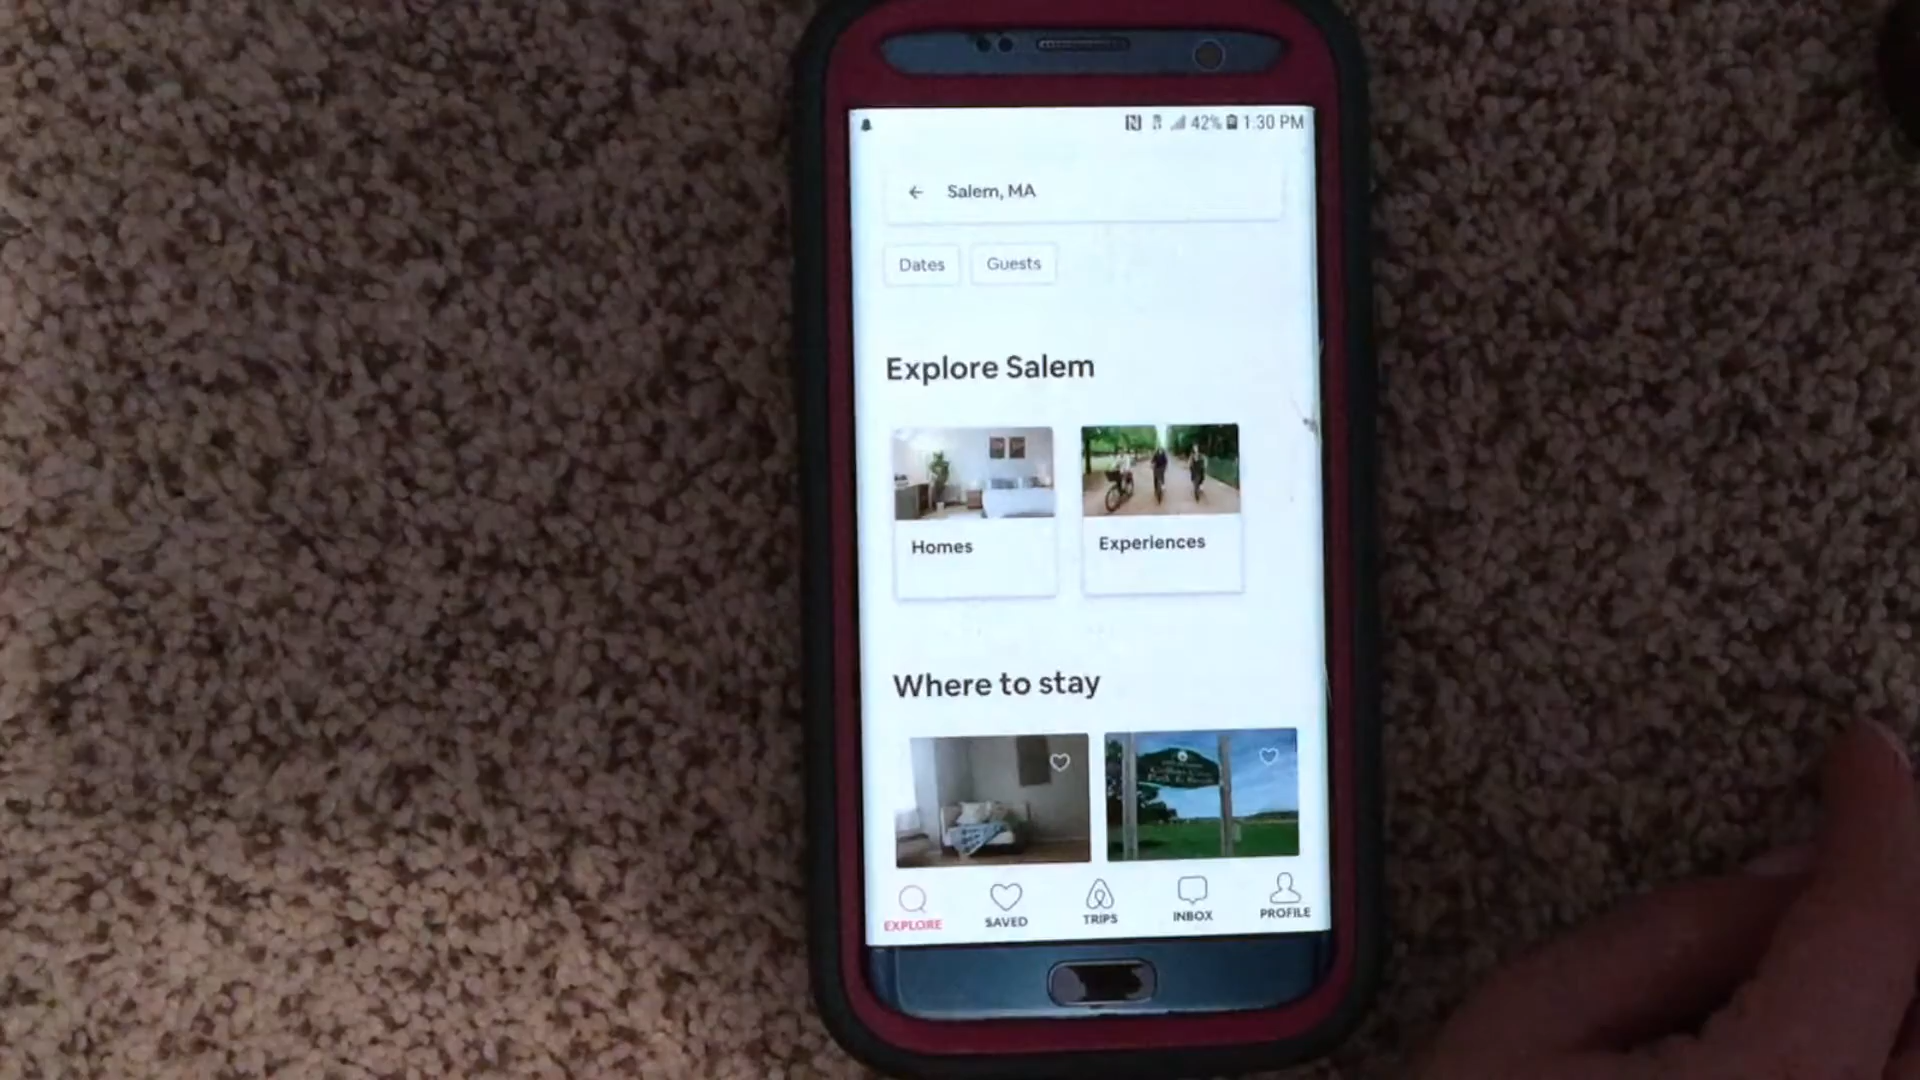 42% 1:30 PM
Salem, MA
Dates Guests
Explore Salem
Homes Experiences
Where to stay
EXPLORE SAVED TRIPS INBOX PROFILE